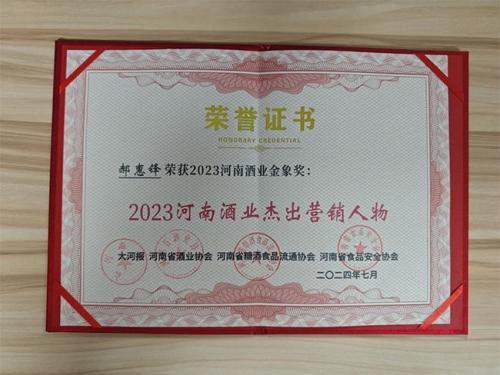 荣誉证书
HONORARY CREDENTIAL
郝惠锋 荣获2023河南酒业金象奖：
2023河南酒业杰出营销人物
大河报 河南省酒业协会 河南省糖酒食品流通协会 河南省食品安全协会
二〇二四年七月